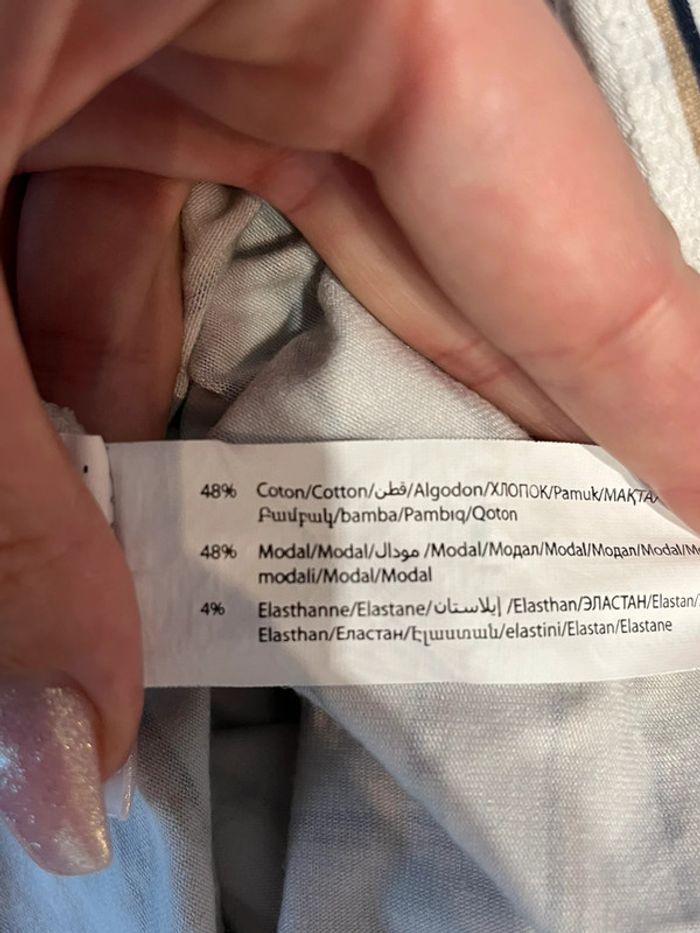 48% Coton/Cotton/قطن/Algodon/ХЛОПОК/Pamuk/
Բամբակ/bamba/Pambıq/Qoton
48% Modal/Modal/مودال /Modal/Модал/Modal/Модал/Modal/
modali/Modal/Modal
4% Elasthanne/Elastane/إيلاستان /Elasthan/ЭЛАСТАН/Elastan/
Elasthan/Еластан/Էլաստան/elastini/Elastan/Elastane